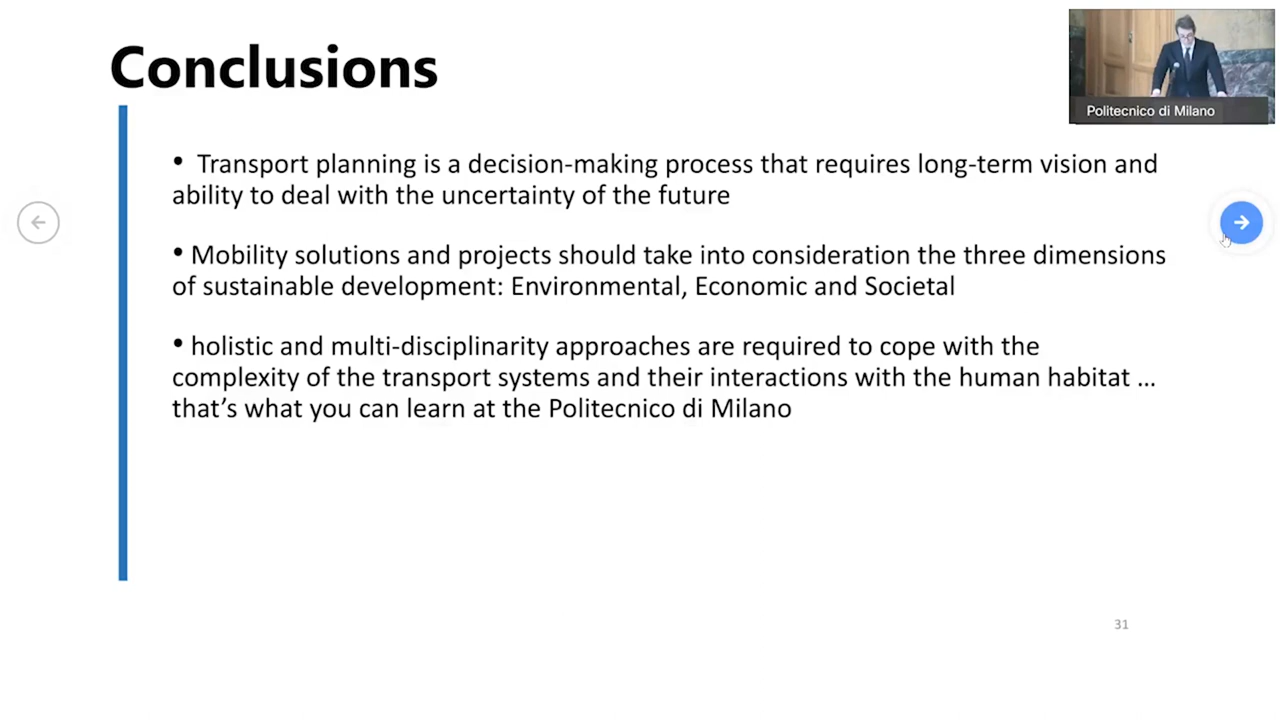 Conclusions
Politecnico di Milano
• Transport planning is a decision-making process that requires long-term vision and
ability to deal with the uncertainty of the future
• Mobility solutions and projects should take into consideration the three dimensions
of sustainable development: Environmental, Economic and Societal
• holistic and multi-disciplinarity approaches are required to cope with the
complexity of the transport systems and their interactions with the human habitat ...
that’s what you can learn at the Politecnico di Milano
31